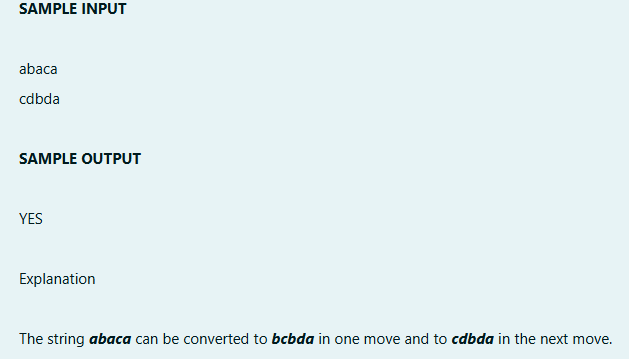 SAMPLE INPUT
abaca
cdbda
SAMPLE OUTPUT
YES
Explanation
The string abaca can be converted to bcbda in one move and to cdbda in the next move.